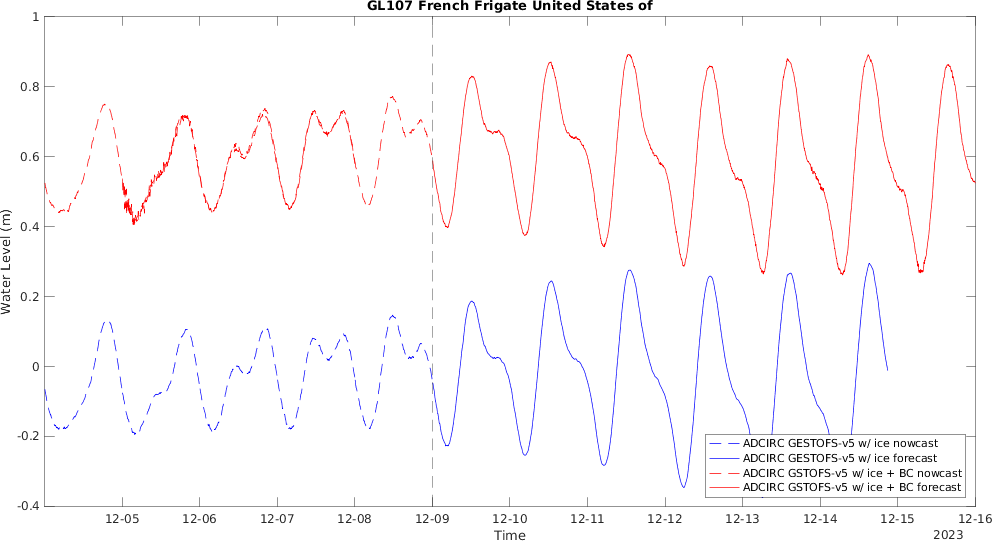 GL107 French Frigate United States of
Water Level (m)
1
0.8
0.6
0.4
0.2
0
-0.2
-0.4
ADCIRC GESTOFS-v5 w/ ice nowcast
ADCIRC GESTOFS-v5 w/ ice forecast
ADCIRC GSTOFS-v5 w/ ice + BC nowcast
ADCIRC GSTOFS-v5 w/ ice + BC forecast
12-05 12-06 12-07 12-08 12-09 12-10 12-11 12-12 12-13 12-14 12-15 12-16
Time
2023